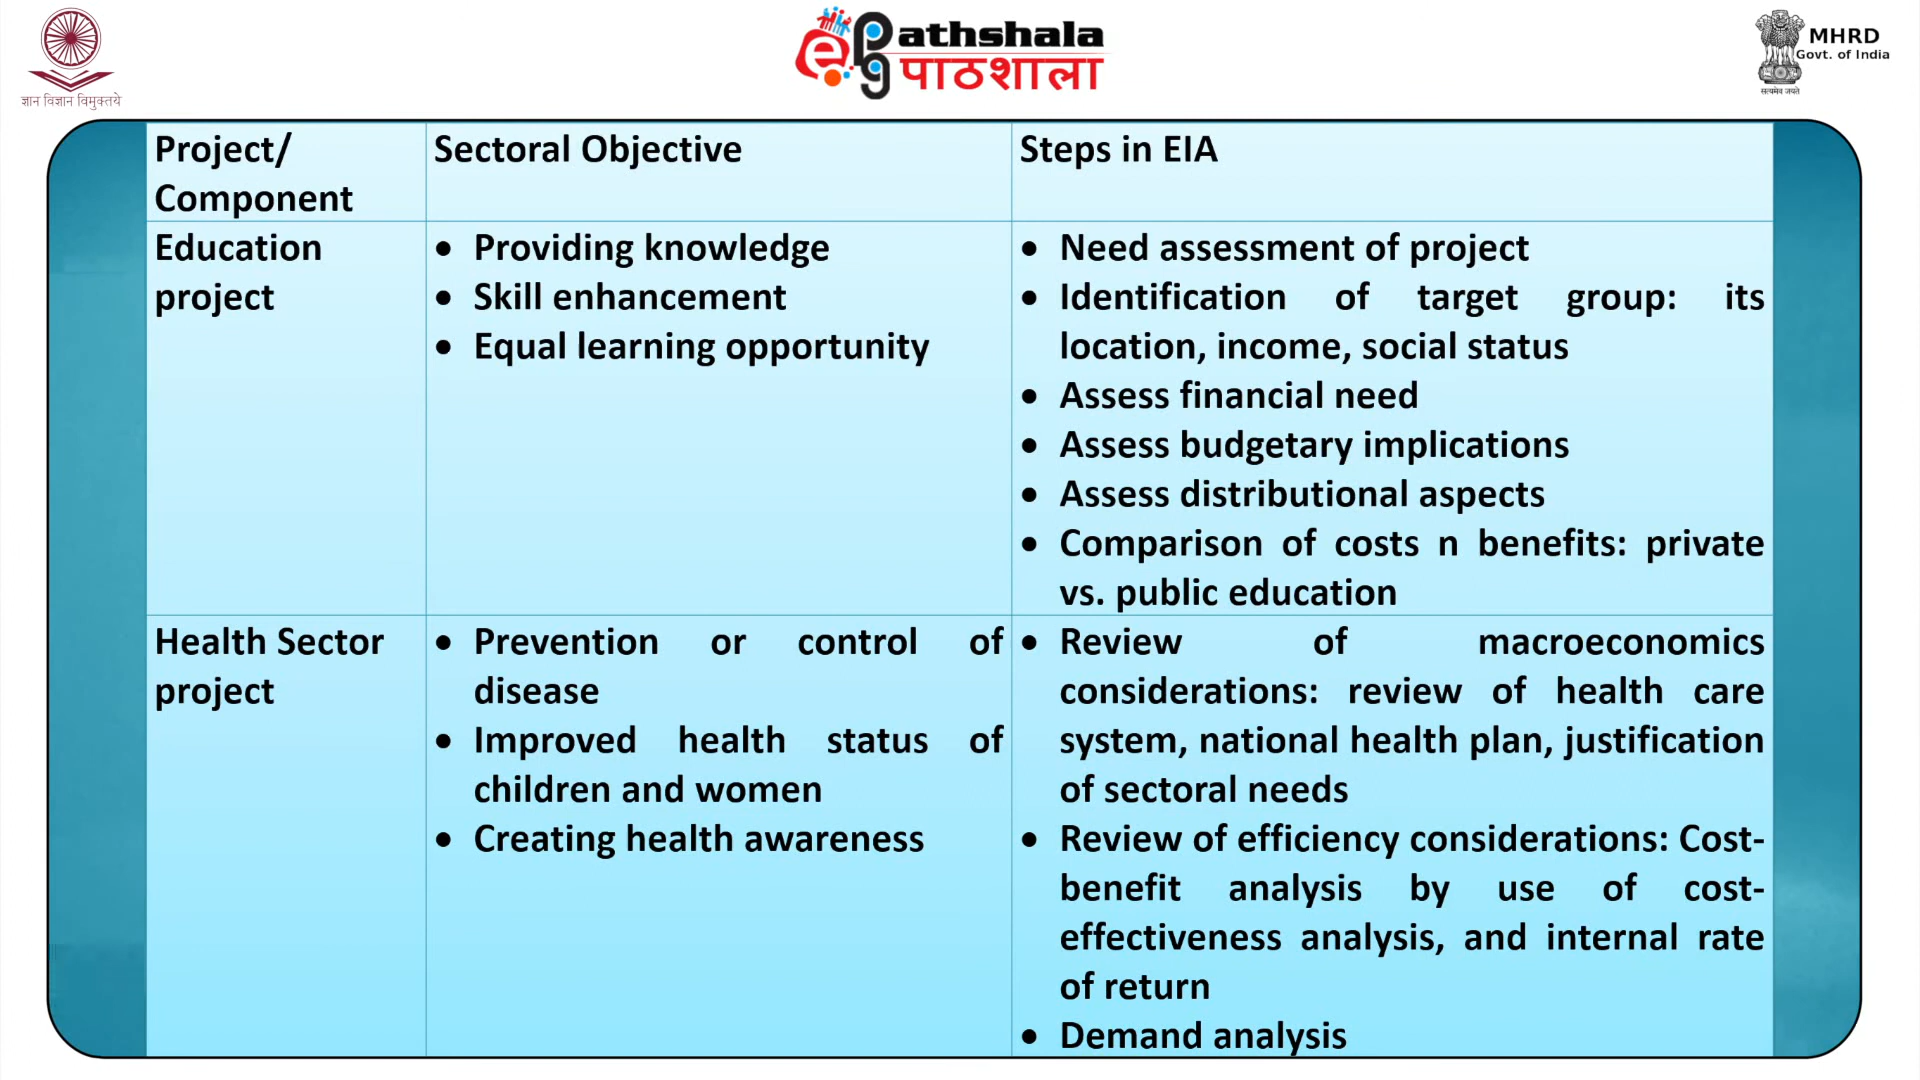 ज्ञान विज्ञान विमुक्तये
ePG Pathshala
पाठशाला
MHRD
Govt. of India
सत्यमेव जयते
Project/
Component
Sectoral Objective
Steps in EIA
Education
project
• Providing knowledge
• Skill enhancement
• Equal learning opportunity
• Need assessment of project
• Identification of target group: its
location, income, social status
• Assess financial need
• Assess budgetary implications
• Assess distributional aspects
• Comparison of costs n benefits: private
vs. public education
Health Sector
project
• Prevention or control of
disease
• Improved health status of
children and women
• Creating health awareness
• Review of macroeconomics
considerations: review of health care
system, national health plan, justification
of sectoral needs
• Review of efficiency considerations: Cost-
benefit analysis by use of cost-
effectiveness analysis, and internal rate
of return
• Demand analysis